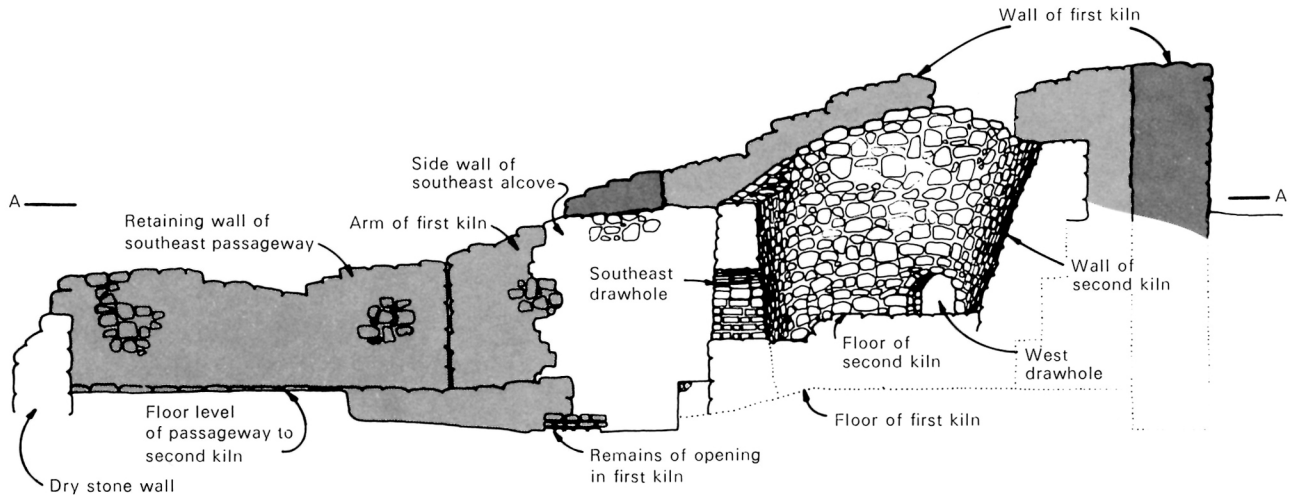 Wall of first kiln
Side wall of
southeast alcove
A
A
Retaining wall of
southeast passageway
Arm of first kiln
Southeast
drawhole
Wall of
second kiln
Floor of
second kiln
West
drawhole
Floor level
of passageway to
second kiln
Floor of first kiln
Remains of opening
in first kiln
Dry stone wall